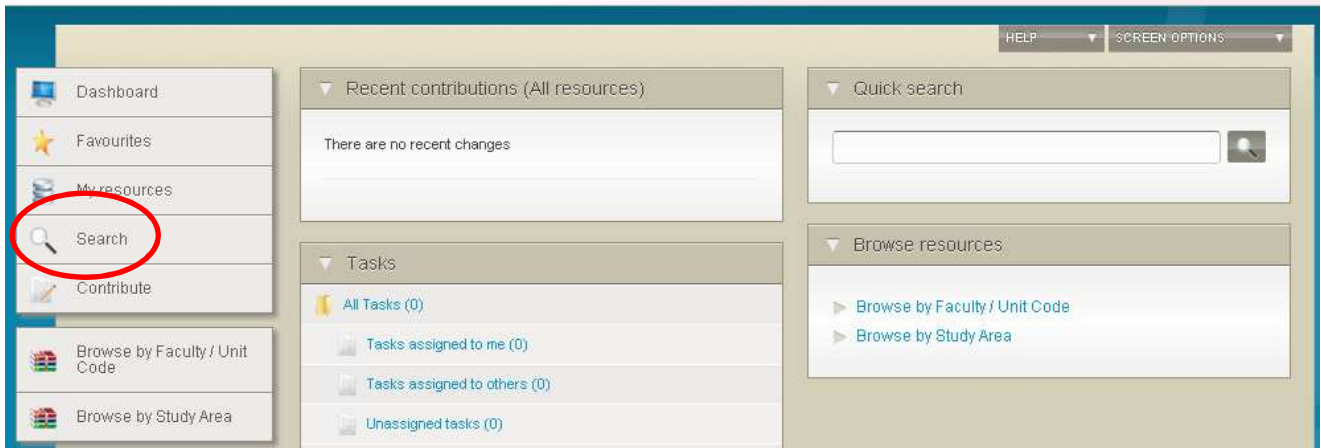 HELP
SCREEN OPTIONS
Dashboard
Favourites
My resources
Search
Contribute
Browse by Faculty / Unit
Code
Browse by Study Area
Recent contributions (All resources)
There are no recent changes
Tasks
All Tasks (0)
Tasks assigned to me (0)
Tasks assigned to others (0)
Unassigned tasks (0)
Quick search
Browse resources
Browse by Faculty / Unit Code
Browse by Study Area